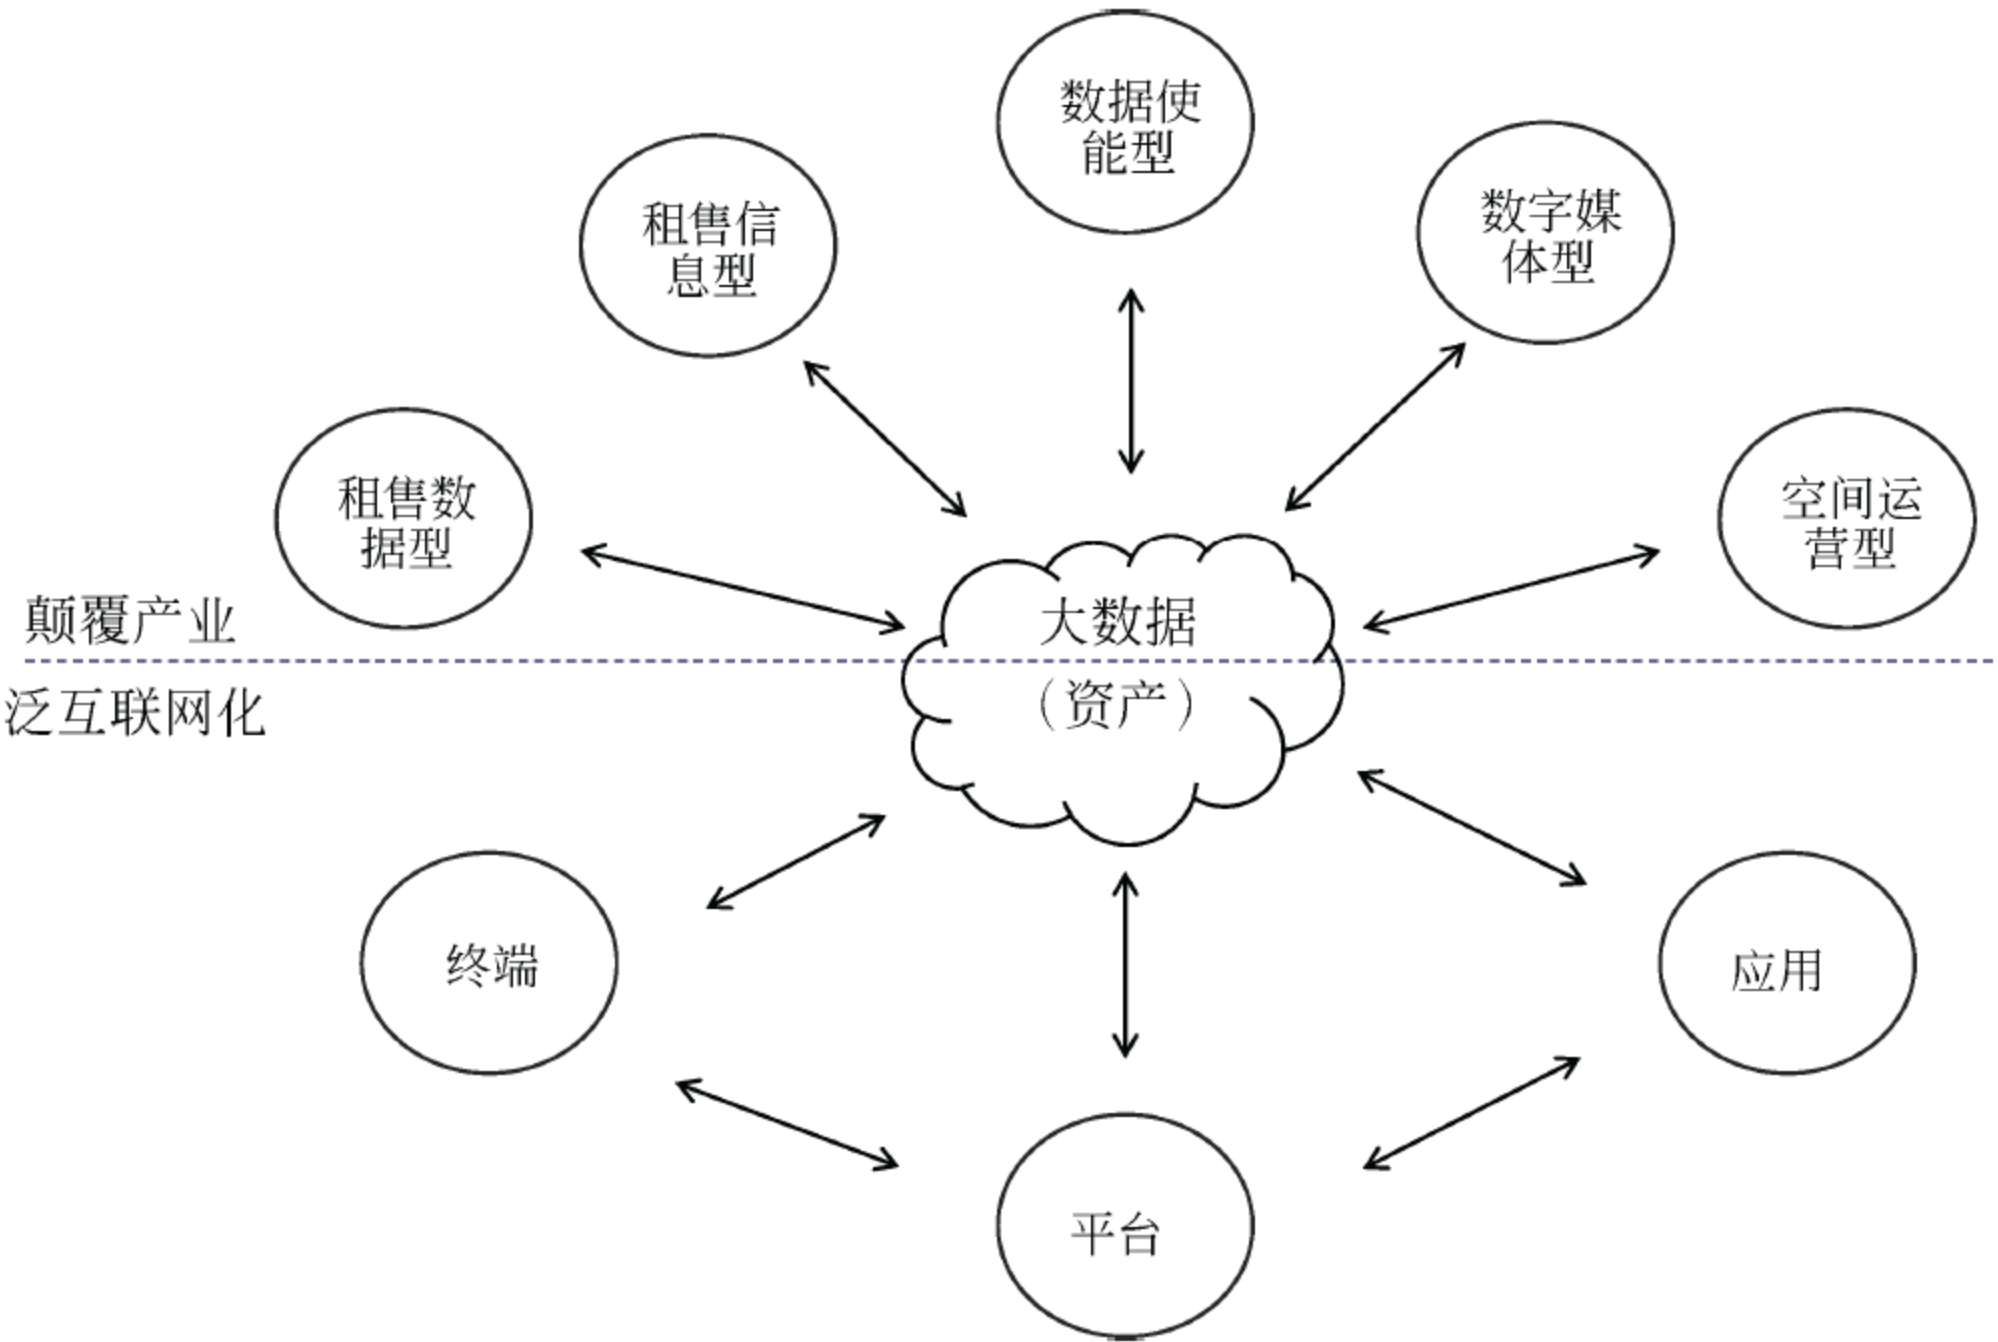 数据使
能型
租售信
息型
数字媒
体型
租售数
据型
空间运
营型
颠覆产业
大数据
（资产）
泛互联网化
终端
应用
平台